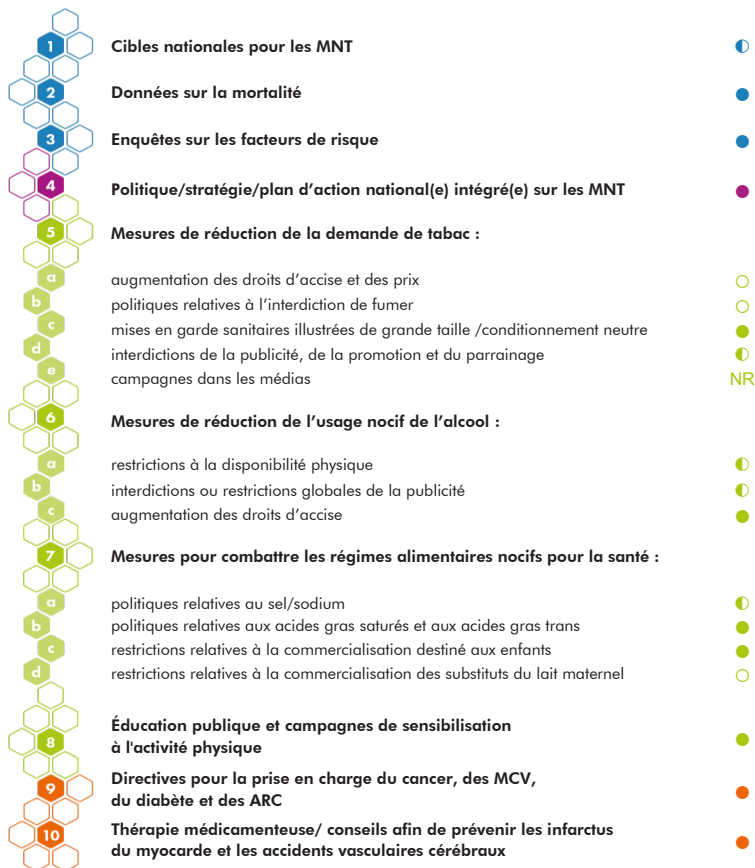 1 Cibles nationales pour les MNT
2 Données sur la mortalité
3 Enquêtes sur les facteurs de risque
4 Politique/stratégie/plan d’action national(e) intégré(e) sur les MNT
5 Mesures de réduction de la demande de tabac :
a augmentation des droits d’accise et des prix
b politiques relatives à l’interdiction de fumer
c mises en garde sanitaires illustrées de grande taille /conditionnement neutre
d interdictions de la publicité, de la promotion et du parrainage
e campagnes dans les médias NR
6 Mesures de réduction de l’usage nocif de l’alcool :
a restrictions à la disponibilité physique
b interdictions ou restrictions globales de la publicité
c augmentation des droits d’accise
7 Mesures pour combattre les régimes alimentaires nocifs pour la santé :
a politiques relatives au sel/sodium
b politiques relatives aux acides gras saturés et aux acides gras trans
c restrictions relatives à la commercialisation destiné aux enfants
d restrictions relatives à la commercialisation des substituts du lait maternel
8 Éducation publique et campagnes de sensibilisation
à l'activité physique
9 Directives pour la prise en charge du cancer, des MCV,
du diabète et des ARC
10 Thérapie médicamenteuse/ conseils afin de prévenir les infarctus
du myocarde et les accidents vasculaires cérébraux